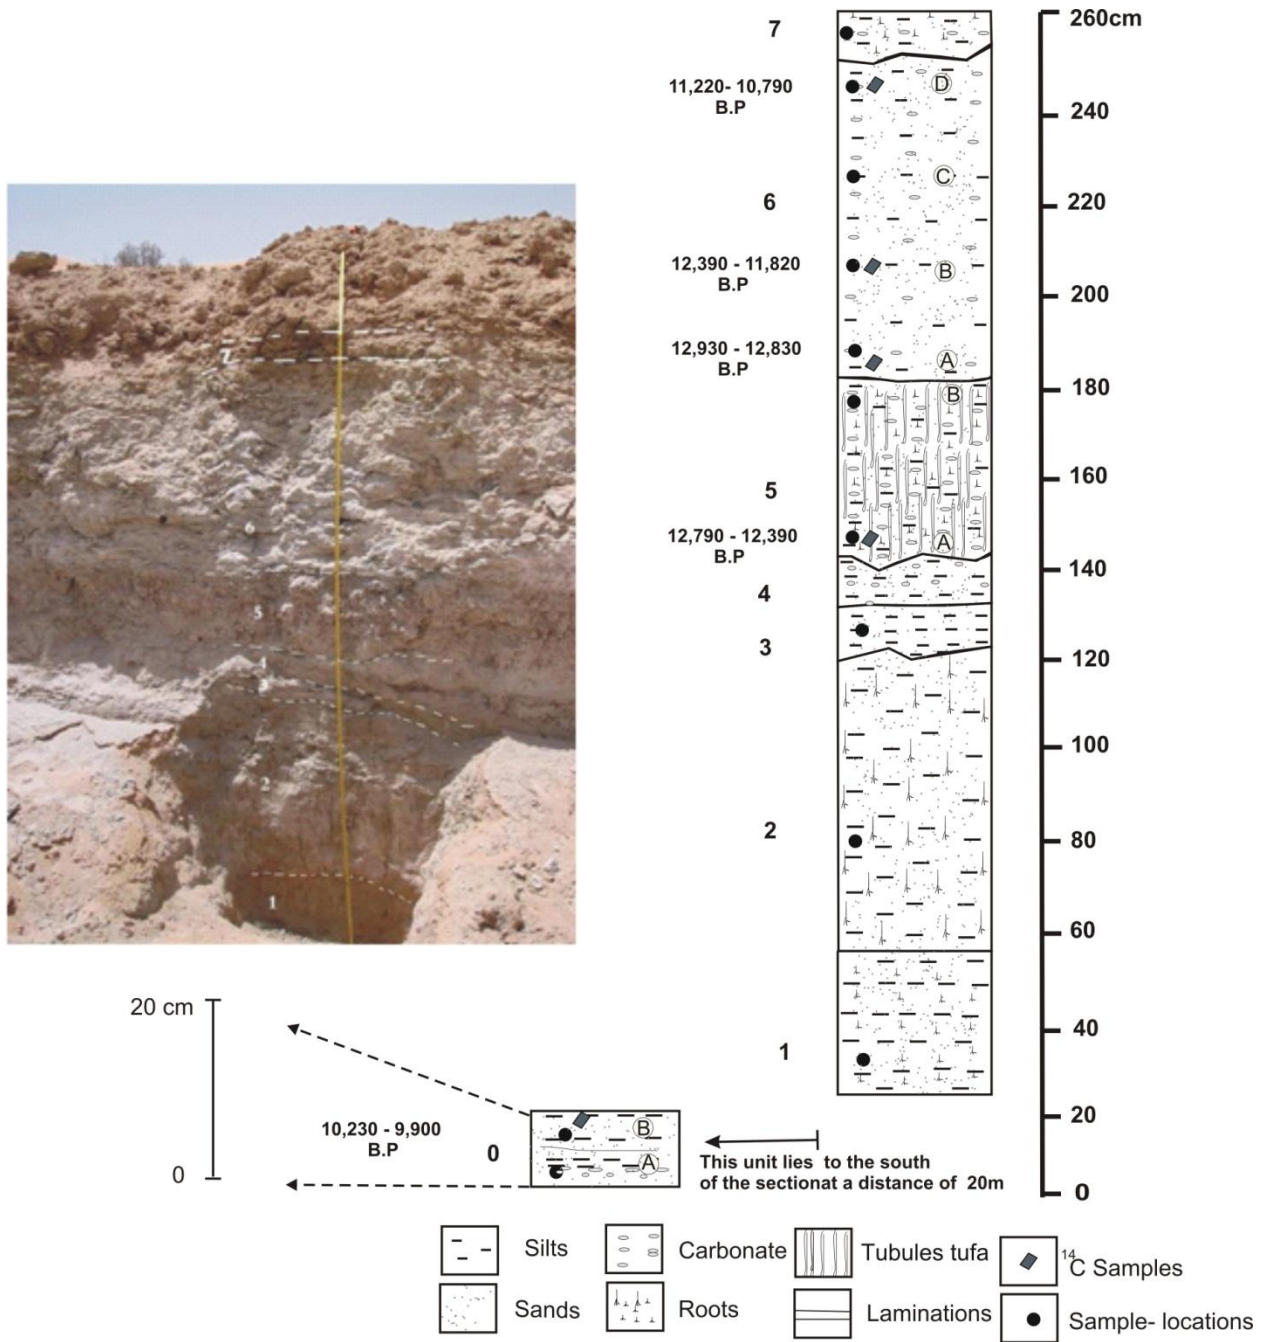 260cm
7
11,220- 10,790
B.P
D
240
C
6
220
12,390 - 11,820
B.P
B
200
12,930 - 12,830
B.P
A
180
B
160
5
12,790 - 12,390
B.P
A
140
4
3
120
100
2
80
60
40
1
20
0
7
6
5
4
3
2
1
20 cm
0
10,230 - 9,900
B.P
0
B
A
This unit lies to the south
of the sectionat a distance of 20m
Silts
Carbonate
Tubules tufa
14C Samples
Sands
Roots
Laminations
Sample- locations